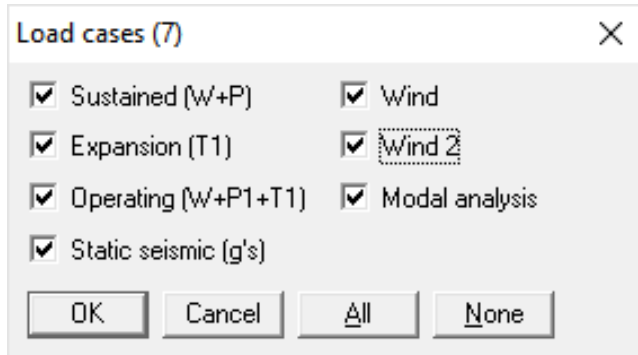 Load cases (7)
Sustained (W+P)
Wind
Expansion (T1)
Wind 2
Operating (W+P1+T1)
Modal analysis
Static seismic (g's)
OK
Cancel
All
None